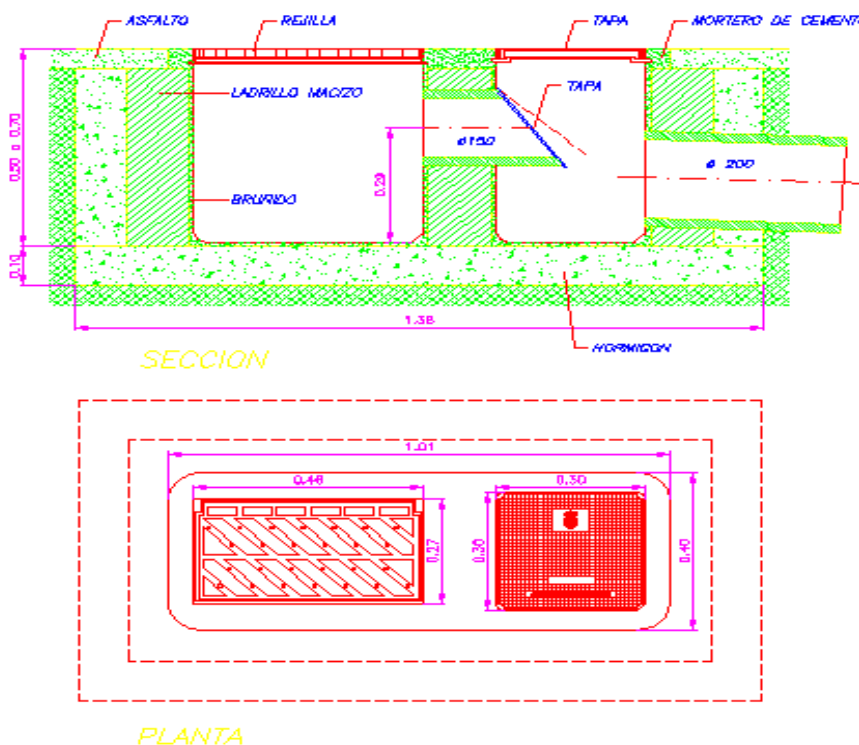 ASFALTO
REJILLA
TAPA
MORTERO DE CEMENTO
LADRILLO MACIZO
TAPA
0.50 a 0.70
ø150
ø 200
0.29
BRUÑIDO
0.10
1.38
HORMIGON
SECCION
1.01
0.46
0.30
0.27
0.30
0.40
PLANTA